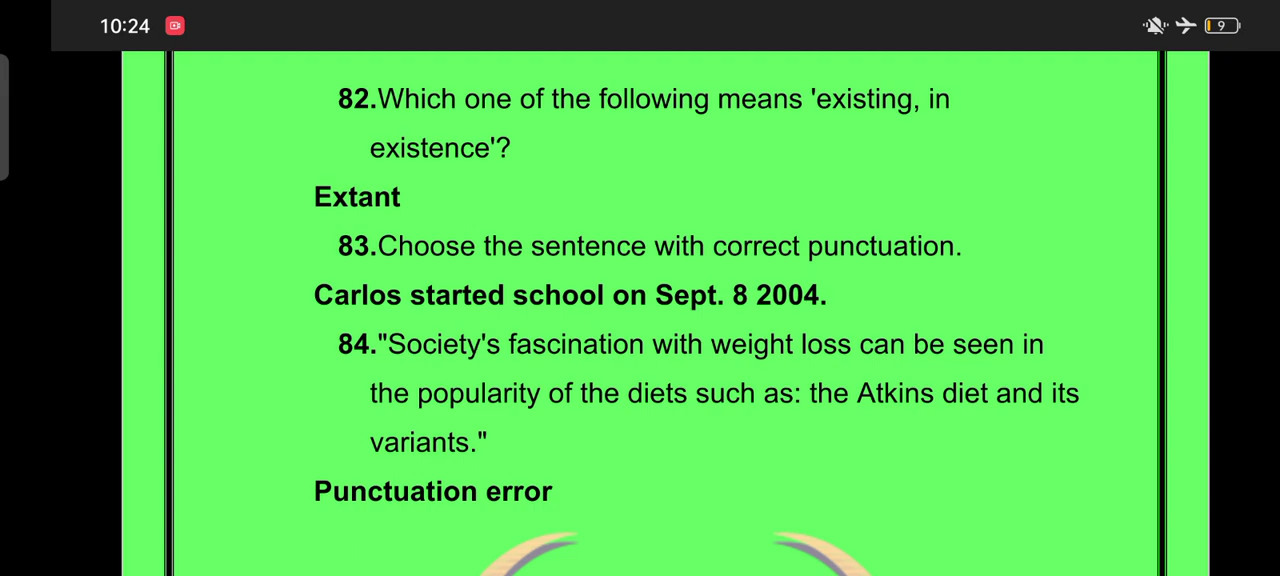 10:24
9
82.Which one of the following means 'existing, in
existence'?
Extant
83.Choose the sentence with correct punctuation.
Carlos started school on Sept. 8 2004.
84."Society's fascination with weight loss can be seen in
the popularity of the diets such as: the Atkins diet and its
variants."
Punctuation error